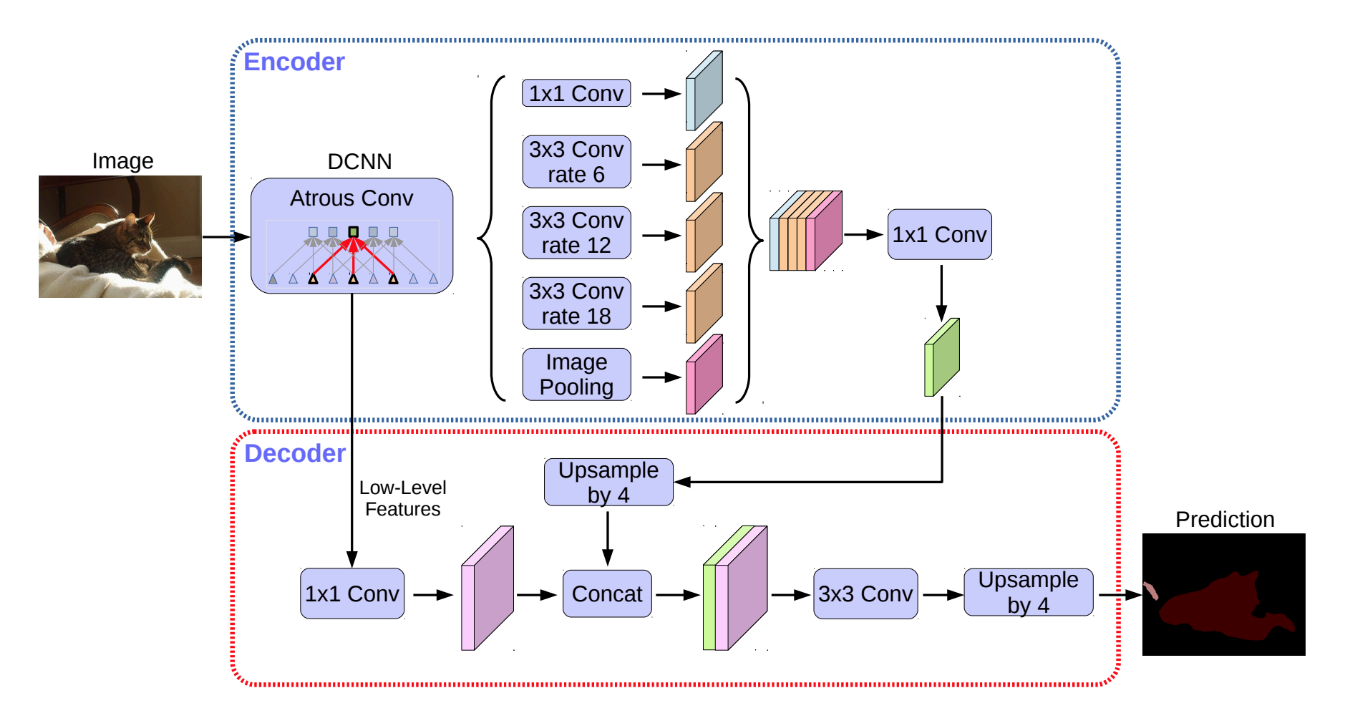 Encoder
Image
DCNN
Atrous Conv
1x1 Conv
3x3 Conv
rate 6
3x3 Conv
rate 12
3x3 Conv
rate 18
Image
Pooling
1x1 Conv
Decoder
Low-Level
Features
Upsample
by 4
1x1 Conv
Concat
3x3 Conv
Upsample
by 4
Prediction